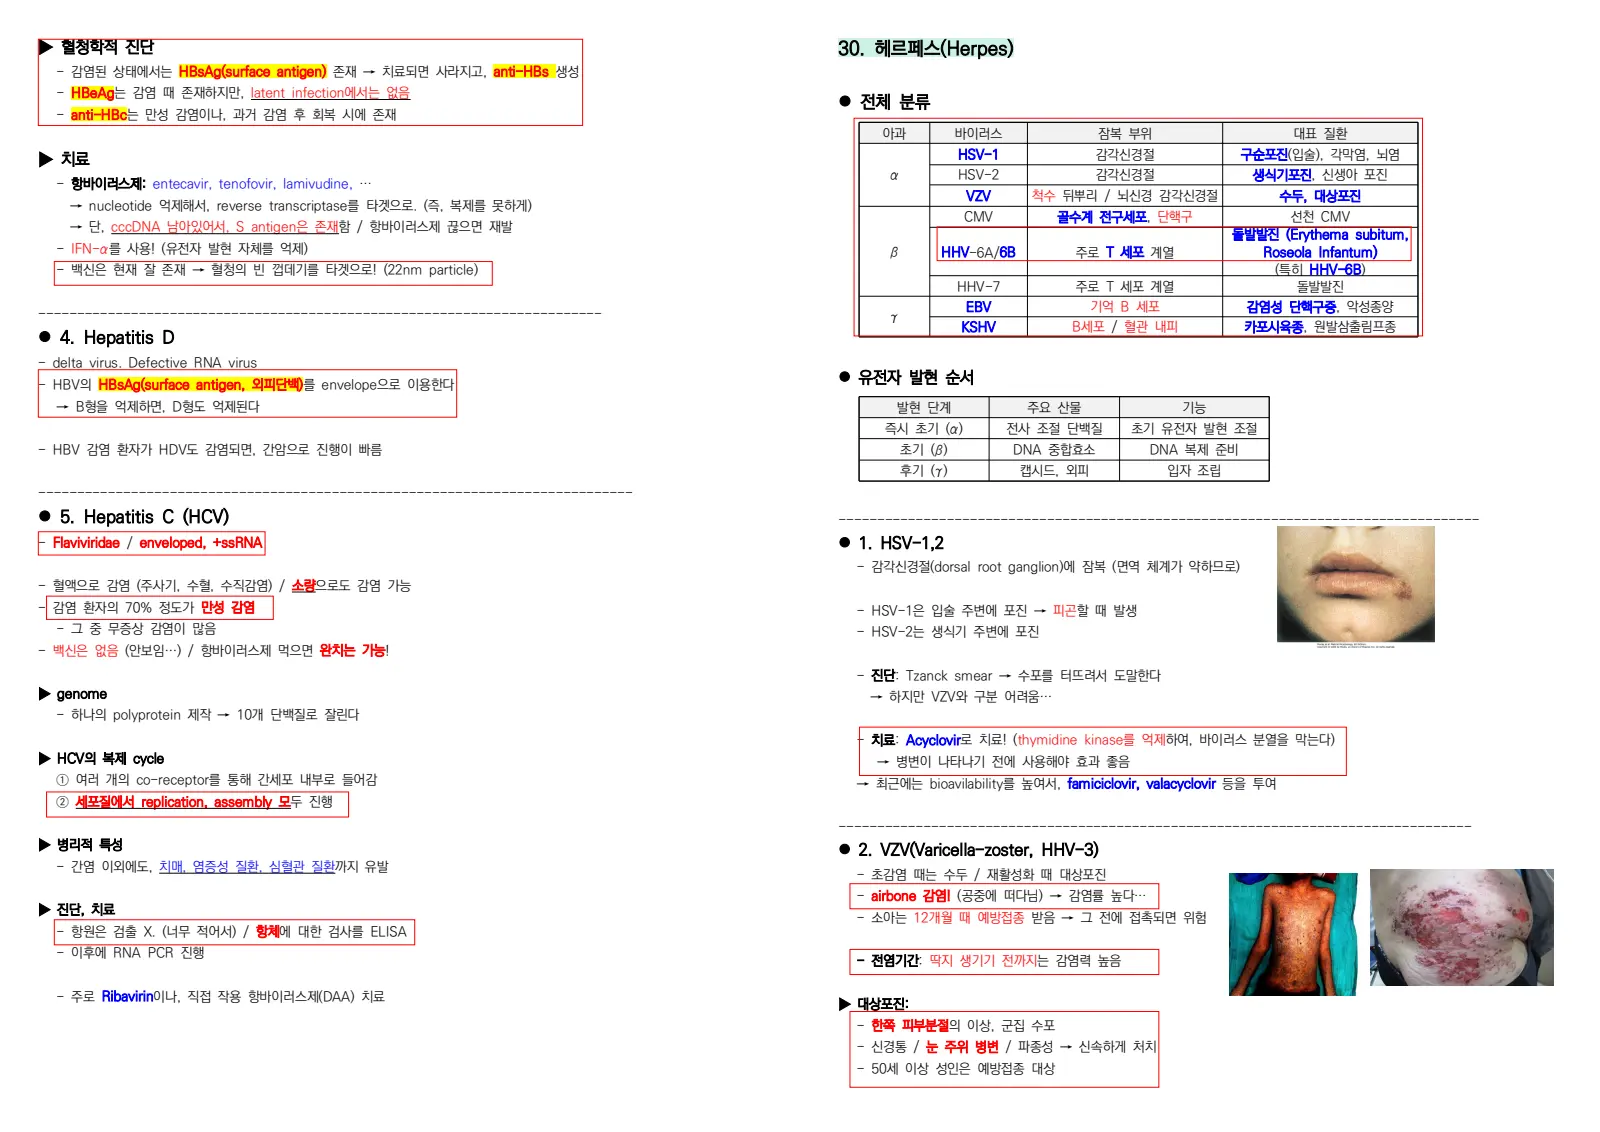 ▶ 혈청학적 진단
- 감염된 상태에서는 HBsAg(surface antigen) 존재 → 치료되면 사라지고, anti-HBs 생성
- HBeAg는 감염 때 존재하지만, latent infection에서는 없음
- anti-HBc는 만성 감염이나, 과거 감염 후 회복 시에 존재
▶ 치료
- 항바이러스제: entecavir, tenofovir, lamivudine, …
→ nucleotide 억제해서, reverse transcriptase를 타겟으로. (즉, 복제를 못하게)
→ 단, cccDNA 남아있어서, S antigen은 존재함 / 항바이러스제 끊으면 재발
- IFN-α를 사용! (유전자 발현 자체를 억제)
- 백신은 현재 잘 존재 → 혈청의 빈 껍데기를 타겟으로! (22nm particle)
● 4. Hepatitis D
- delta virus. Defective RNA virus
- HBV의 HBsAg(surface antigen, 외피단백)를 envelope으로 이용한다
→ B형을 억제하면, D형도 억제된다
- HBV 감염 환자가 HDV도 감염되면, 간암으로 진행이 빠름
● 5. Hepatitis C (HCV)
- Flaviviridae / enveloped, +ssRNA
- 혈액으로 감염 (주사기, 수혈, 수직감염) / 소량으로도 감염 가능
- 감염 환자의 70% 정도가 만성 감염
- 그 중 무증상 감염이 많음
- 백신은 없음 (안보임…) / 항바이러스제 먹으면 완치는 가능!
▶ genome
- 하나의 polyprotein 제작 → 10개 단백질로 잘린다
▶ HCV의 복제 cycle
① 여러 개의 co-receptor를 통해 간세포 내부로 들어감
② 세포질에서 replication, assembly 모두 진행
▶ 병리적 특성
- 간염 이외에도, 치매, 염증성 질환, 심혈관 질환까지 유발
▶ 진단, 치료
- 항원은 검출 X. (너무 적어서) / 항체에 대한 검사를 ELISA
- 이후에 RNA PCR 진행
- 주로 Ribavirin이나, 직접 작용 항바이러스제(DAA) 치료
30. 헤르페스(Herpes)
● 전체 분류
아과 바이러스 잠복 부위 대표 질환
α HSV-1 감각신경절 구순포진(입술), 각막염, 뇌염
HSV-2 감각신경절 생식기포진, 신생아 포진
VZV 척수 뒤뿌리 / 뇌신경 감각신경절 수두, 대상포진
β CMV 골수계 전구세포, 단핵구 선천 CMV
HHV-6A/6B 주로 T 세포 계열 돌발발진 (Erythema subitum,
Roseola Infantum)
(특히 HHV-6B)
HHV-7 주로 T 세포 계열 돌발발진
γ EBV 기억 B 세포 감염성 단핵구증, 악성종양
KSHV B세포 / 혈관 내피 카포시육종, 원발삼출림프종
● 유전자 발현 순서
발현 단계 주요 산물 기능
즉시 초기 (α) 전사 조절 단백질 초기 유전자 발현 조절
초기 (β) DNA 중합효소 DNA 복제 준비
후기 (γ) 캡시드, 외피 입자 조립
● 1. HSV-1,2
- 감각신경절(dorsal root ganglion)에 잠복 (면역 체계가 약하므로)
- HSV-1은 입술 주변에 포진 → 피곤할 때 발생
- HSV-2는 생식기 주변에 포진
- 진단: Tzanck smear → 수포를 터뜨려서 도말한다
→ 하지만 VZV와 구분 어려움…
- 치료: Acyclovir로 치료! (thymidine kinase를 억제하여, 바이러스 분열을 막는다)
→ 병변이 나타나기 전에 사용해야 효과 좋음
→ 최근에는 bioavilability를 높여서, famiciclovir, valacyclovir 등을 투여
● 2. VZV(Varicella-zoster, HHV-3)
- 초감염 때는 수두 / 재활성화 때 대상포진
- airbone 감염! (공중에 떠다님) → 감염률 높다…
- 소아는 12개월 때 예방접종 받음 → 그 전에 접촉되면 위험
- 전염기간: 딱지 생기기 전까지는 감염력 높음
▶ 대상포진:
- 한쪽 피부분절의 이상, 군집 수포
- 신경통 / 눈 주위 병변 / 파종성 → 신속하게 처치
- 50세 이상 성인은 예방접종 대상